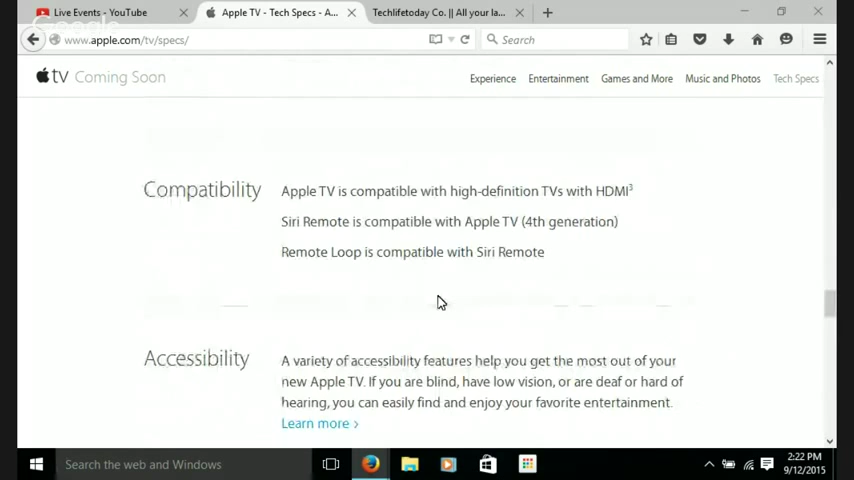 Live Events - YouTube
Apple TV - Tech Specs - A...
Techlifetoday Co. || All your la...
Google
www.apple.com/tv/specs/
Search
tv Coming Soon
Experience
Entertainment
Games and More
Music and Photos
Tech Specs
Compatibility
Apple TV is compatible with high-definition TVs with HDMI3
Siri Remote is compatible with Apple TV (4th generation)
Remote Loop is compatible with Siri Remote
Accessibility
A variety of accessibility features help you get the most out of your
new Apple TV. If you are blind, have low vision, or are deaf or hard of
hearing, you can easily find and enjoy your favorite entertainment.
Learn more >
Search the web and Windows
2:22 PM
9/12/2015